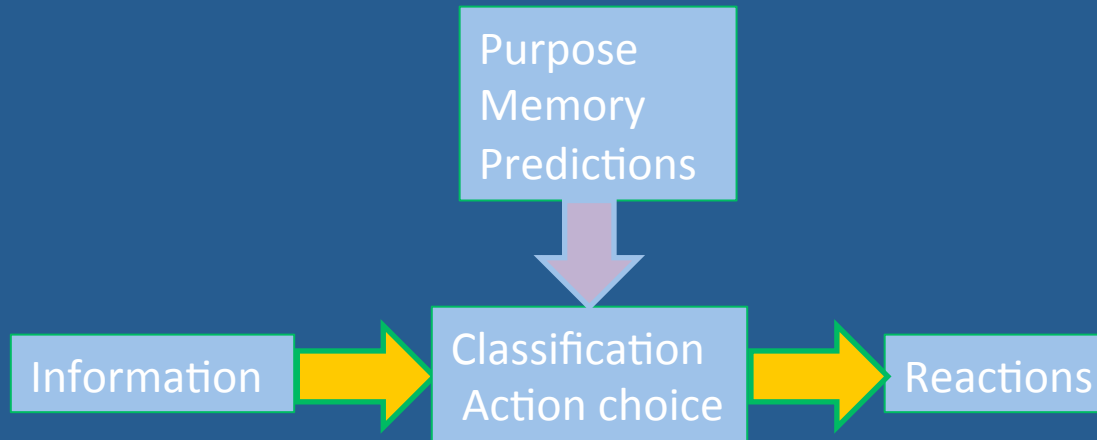 Purpose
Memory
Predictions
Information
Classification
Action choice
Reactions